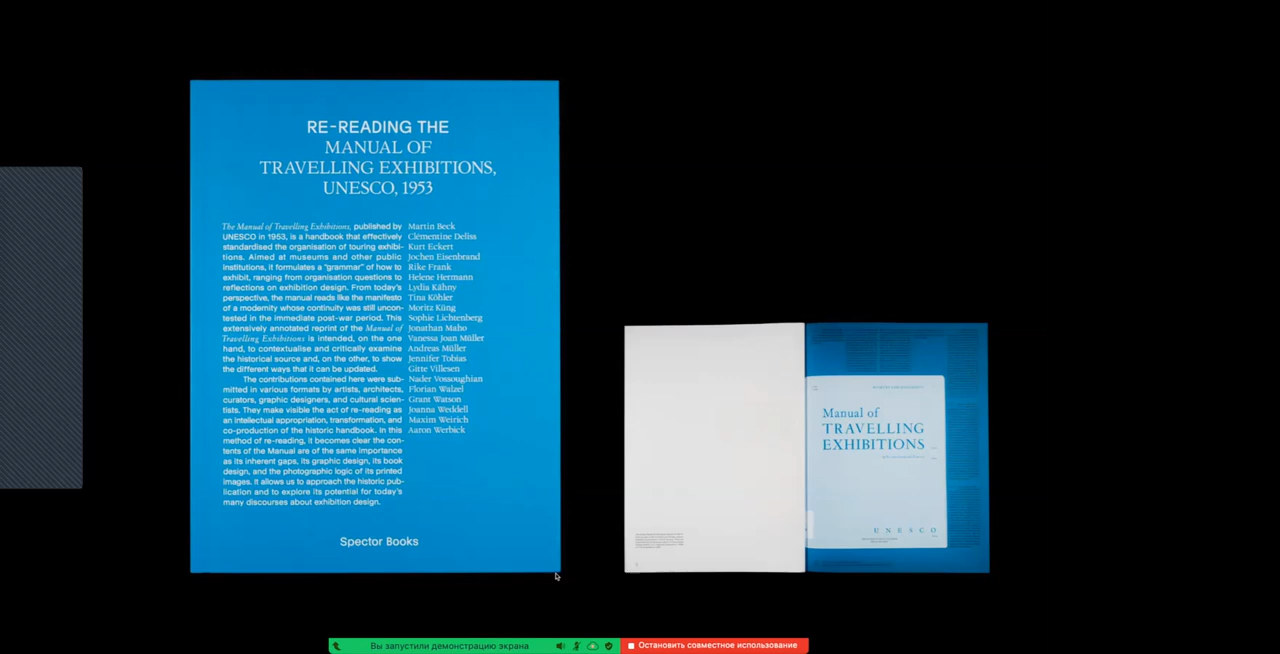 RE-READING THE
MANUAL OF
TRAVELLING EXHIBITIONS,
UNESCO, 1953
The Manual of Travelling Exhibitions, published by
UNESCO in 1953, is a handbook that effectively
standardised the organisation of touring exhibi-
tions. Aimed at museums and other public
institutions, it formulates a "grammar" of how to
exhibit, ranging from organisation questions to
reflections on exhibition design. From today's
perspective, the manual reads like the manifesto
of a modernity whose continuity was still uncon-
tested in the immediate post-war period. This
extensively annotated reprint of the Manual of
Travelling Exhibitions is intended, on the one
hand, to contextualise and critically examine
the historical source and, on the other, to show
the different ways that it can be updated.
The contributions contained here were sub-
mitted in various formats by artists, architects,
curators, graphic designers, and cultural scien-
tists. They make visible the act of re-reading as
an intellectual appropriation, transformation, and
co-production of the historic handbook. In this
method of re-reading, it becomes clear the con-
tents of the Manual are of the same importance
as its inherent gaps, its graphic design, its book
design, and the photographic logic of its printed
images. It allows us to approach the historic pub-
lication and to explore its potential for today's
many discourses about exhibition design.
Martin Beck
Clémentine Deliss
Kurt Eckert
Jochen Eisenbrand
Rike Frank
Helene Hermann
Lydia Kähny
Tina Köhler
Moritz Küng
Sophie Lichtenberg
Jonathan Maho
Vanessa Joan Müller
Andreas Müller
Jennifer Tobias
Gitte Villesen
Nader Vossoughian
Florian Walzel
Grant Watson
Joanna Weddell
Maxim Weirich
Aaron Werbick
Spector Books
Manual of
TRAVELLING
EXHIBITIONS
UNESCO
Вы запустили демонстрацию экрана
Остановить совместное использование